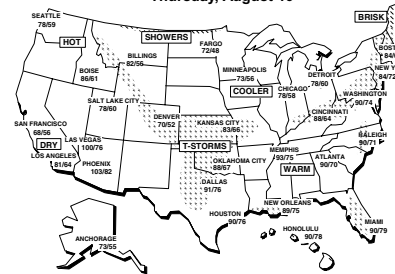 Thursday, August
BRISK
SEATTLE
78/59
HOT
SHOWERS
FARGO
72/48
BILLINGS
82/56
BOISE
86/61
MINNEAPOLIS
73/56
COOLER
CHICAGO
78/58
DETROIT
78/60
BOST
84/
NEW Y
84/72
WASHINGTON
90/74
SALT LAKE CITY
78/60
DENVER
70/52
KANSAS CITY
83/66
CINCINNATI
88/64
SAN FRANCISCO
68/56
DRY
LAS VEGAS
100/76
LOS ANGELES
81/64
PHOENIX
103/82
T-STORMS
OKLAHOMA CITY
88/67
MEMPHIS
93/75
RALEIGH
90/71
ATLANTA
90/70
WARM
DALLAS
91/76
HOUSTON
90/76
NEW ORLEANS
89/75
MIAMI
90/79
HONOLULU
90/78
ANCHORAGE
73/55